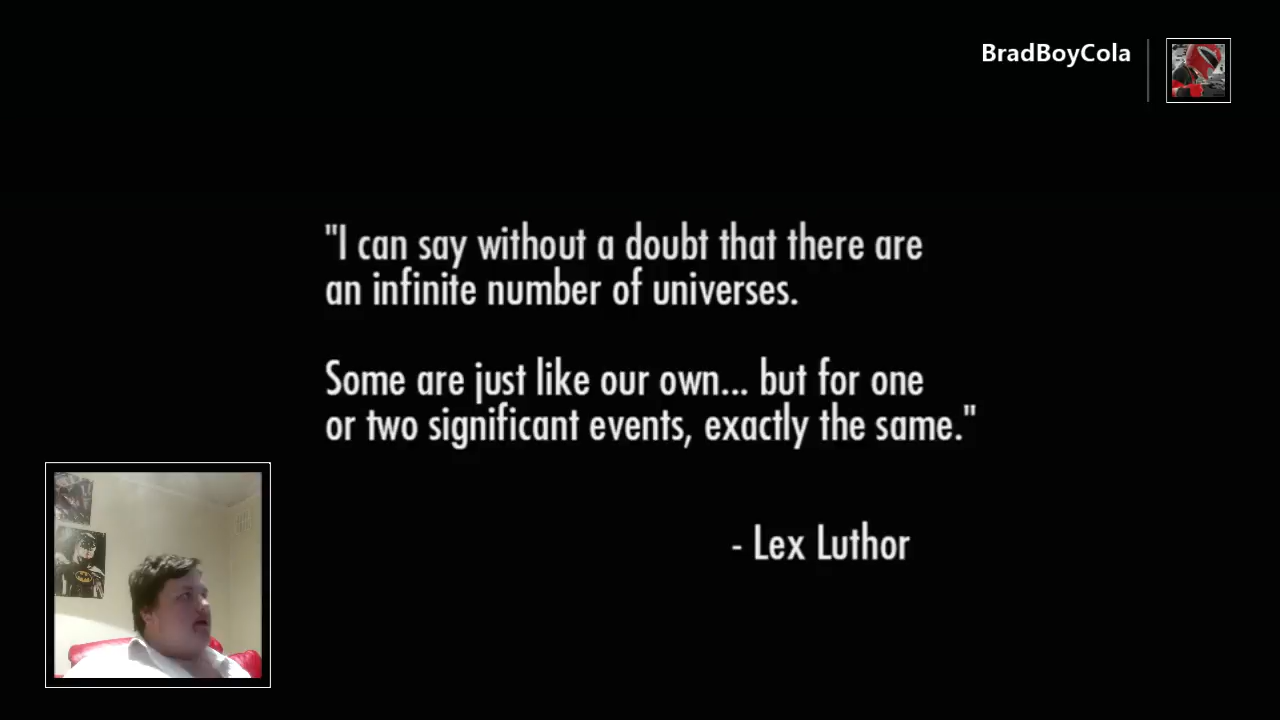 BradBoyCola
"I can say without a doubt that there are
an infinite number of universes.
Some are just like our own... but for one
or two significant events, exactly the same."
- Lex Luthor